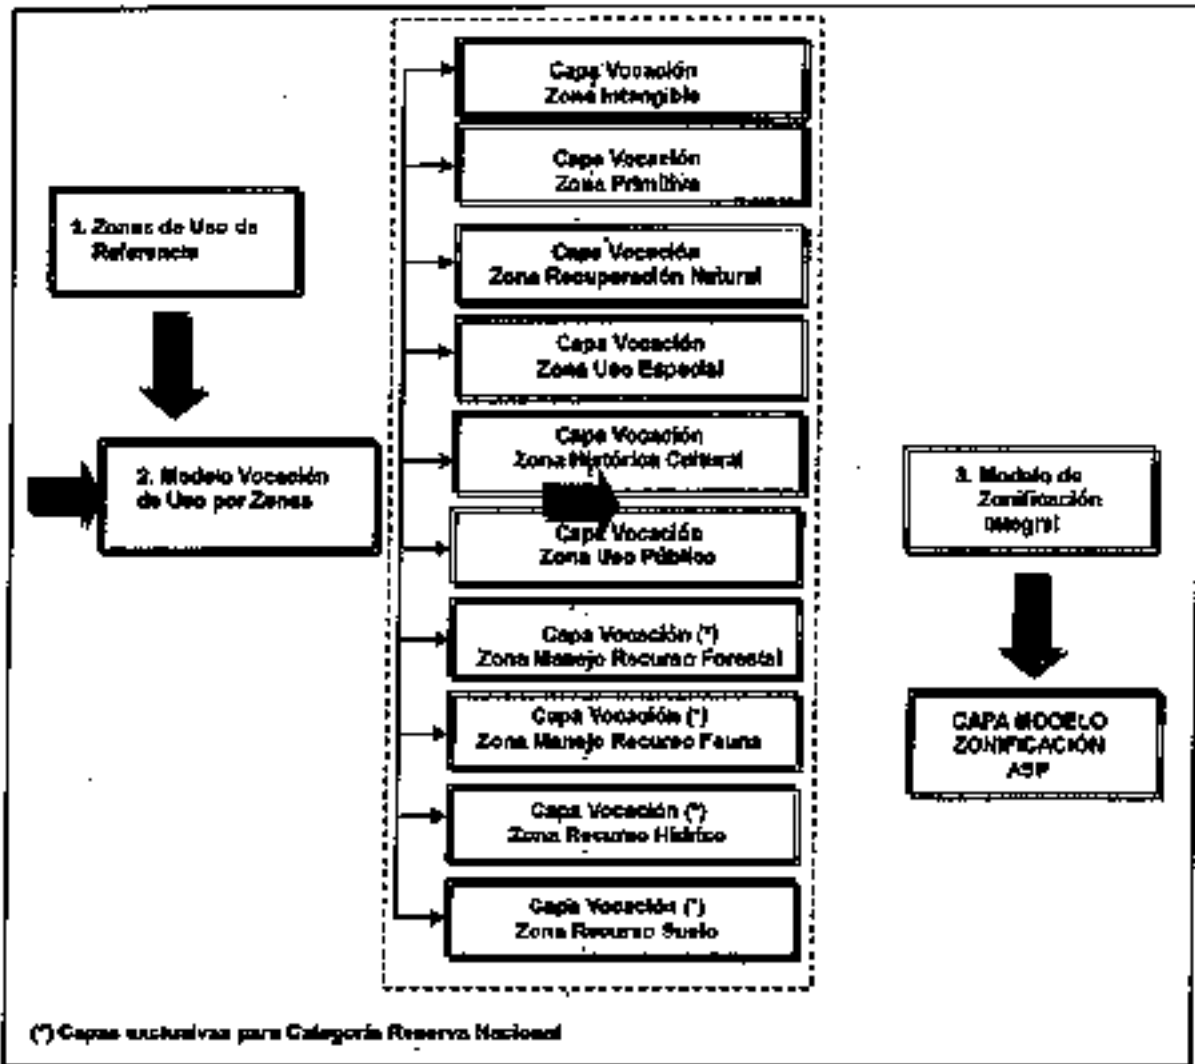 1. Zonas de Uso de
Referencia
2. Modelo Vocación
de Uso por Zonas
Capa Vocación
Zona Intangible
Capa Vocación
Zona Primitiva
Capa Vocación
Zona Recuperación Natural
Capa Vocación
Zona Uso Especial
Capa Vocación
Zona Histórica Cultural
Capa Vocación
Zona Uso Público
Capa Vocación (*)
Zona Manejo Recurso Forestal
Capa Vocación (*)
Zona Manejo Recurso Fauna
Capa Vocación (*)
Zona Recurso Hídrico
Capa Vocación (*)
Zona Recurso Suelo
3. Modelo de
Zonificación
Integral
CAPA MODELO
ZONIFICACIÓN
ASP
(*) Capas exclusivas para Categoría Reserva Nacional